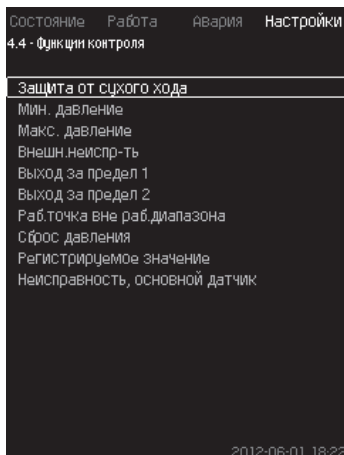 Состояние Работа Авария Настройки
4.4 - Функции контроля
Защита от сухого хода
Мин. давление
Макс. давление
Внешн.неиспр-ть
Выход за предел 1
Выход за предел 2
Раб.точка вне раб.диапазона
Сброс давления
Регистрируемое значение
Неисправность, основной датчик
2012-06-01 18:22